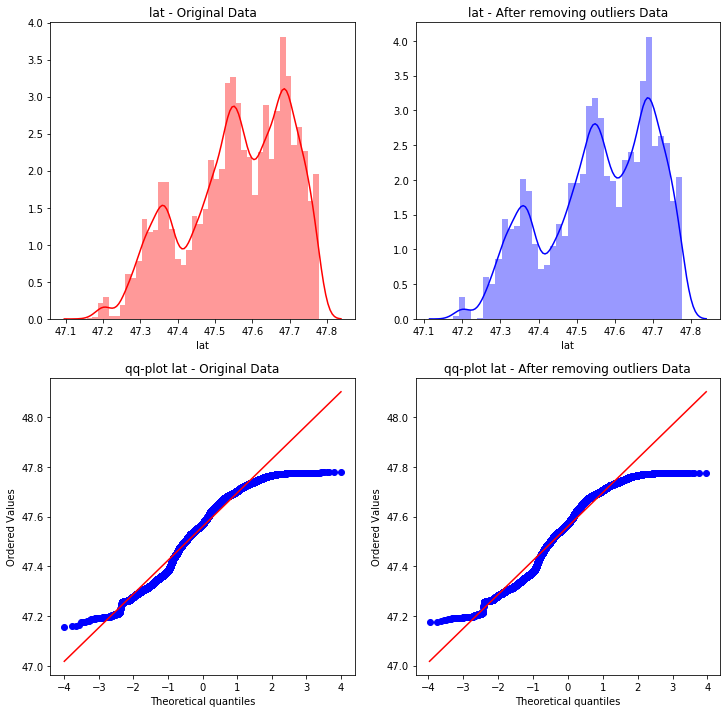 lat - Original Data
lat - After removing outliers Data
4.0
3.5
3.0
2.5
2.0
1.5
1.0
0.5
0.0
47.1 47.2 47.3 47.4 47.5 47.6 47.7 47.8
lat
4.0
3.5
3.0
2.5
2.0
1.5
1.0
0.5
0.0
47.1 47.2 47.3 47.4 47.5 47.6 47.7 47.8
lat
qq-plot lat - Original Data
qq-plot lat - After removing outliers Data
Ordered Values
48.0
47.8
47.6
47.4
47.2
47.0
−4 −3 −2 −1 0 1 2 3 4
Theoretical quantiles
Ordered Values
48.0
47.8
47.6
47.4
47.2
47.0
−4 −3 −2 −1 0 1 2 3 4
Theoretical quantiles